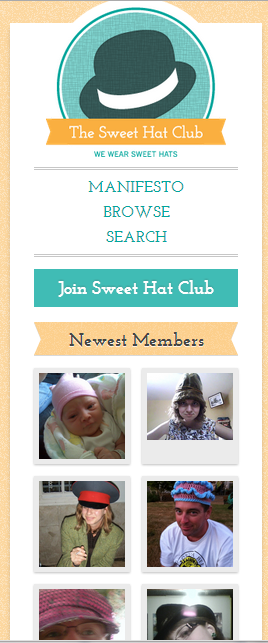 The Sweet Hat Club
WE WEAR SWEET HATS
MANIFESTO
BROWSE
SEARCH
Join Sweet Hat Club
Newest Members